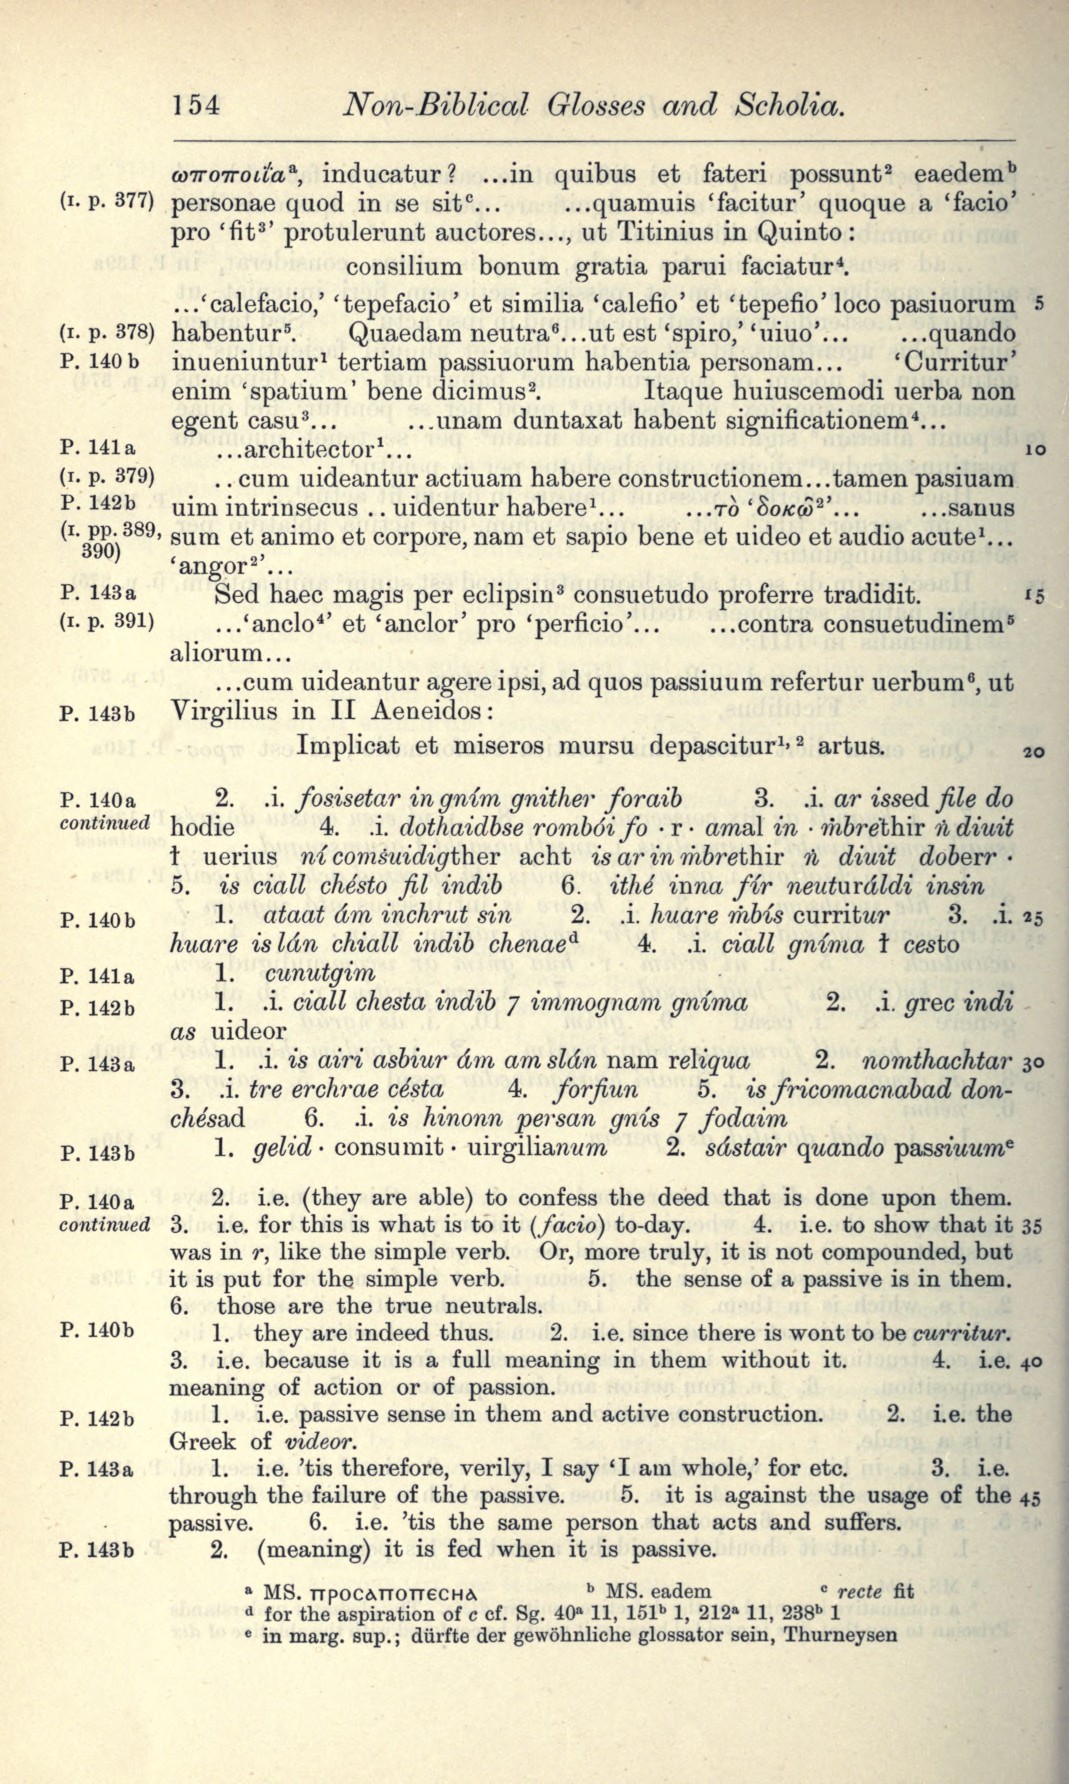 154 Non-Biblical Glosses and Scholia.
ωποποιΐαᵃ, inducatur? ...in quibus et fateri possunt² eaedemᵇ
(I. p. 377) personae quod in se sitᶜ... ...quamuis ‘facitur’ quoque a ‘facio’
pro ‘fit³’ protulerunt auctores..., ut Titinius in Quinto:
consilium bonum gratia parui faciatur⁴.
...‘calefacio,’ ‘tepefacio’ et similia ‘calefio’ et ‘tepefio’ loco pasiuorum 5
(I. p. 378) habentur⁵. Quaedam neutra⁶...ut est ‘spiro,’ ‘uiuo’... ...quando
P. 140 b inueniuntur¹ tertiam passiuorum habentia personam... ‘Curritur’
enim ‘spatium’ bene dicimus². Itaque huiuscemodi uerba non
egent casu³... ...unam duntaxat habent significationem⁴...
P. 141 a ...architector¹... 10
(I. p. 379) ..cum uideantur actiuam habere constructionem...tamen pasiuam
P. 142 b uim intrinsecus .. uidentur habere¹... ...τὸ ‘δοκῶ²’... ...sanus
(I. pp. 389, 390) sum et animo et corpore, nam et sapio bene et uideo et audio acute¹...
‘angor²’...
P. 143 a Sed haec magis per eclipsin³ consuetudo proferre tradidit. 15
(I. p. 391) ...‘anclo⁴’ et ‘anclor’ pro ‘perficio’... ...contra consuetudinem⁵
aliorum...
...cum uideantur agere ipsi, ad quos passiuum refertur uerbum⁶, ut
P. 143 b Virgilius in II Aeneidos:
Implicat et miseros mursu depascitur¹˒ ² artus. 20
P. 140 a 2. .i. fosisetar in gním gnither foraib 3. .i. ar issed file do
continued hodie 4. .i. dothaidbse rombói fo · r · amal in · ṁbrethir ṅ diuit
ɫ uerius ní comṡuidigther acht is ar in ṁbrethir ṅ diuit doberr ·
5. is ciall chésto fil indib 6. ithé inna fír neuturáldi insin
P. 140 b 1. ataat ám inchrut sin 2. .i. huare ṁbís curritur 3. .i. 25
huare is lán chiall indib chenaeᵈ 4. .i. ciall gníma ɫ cesto
P. 141 a 1. cunutgim
P. 142 b 1. .i. ciall chesta indib ⁊ immognam gníma 2. .i. grec indi
as uideor
P. 143 a 1. .i. is airi asbiur ám am slán nam reliqua 2. nomthachtar 30
3. .i. tre erchrae césta 4. forfiun 5. is fricomacnabad don-
chésad 6. .i. is hinonn persan gnís ⁊ fodaim
P. 143 b 1. gelid · consumit · uirgilianum 2. sástair quando passiuumᵉ
P. 140 a 2. i.e. (they are able) to confess the deed that is done upon them.
continued 3. i.e. for this is what is to it (facio) to-day. 4. i.e. to show that it 35
was in r, like the simple verb. Or, more truly, it is not compounded, but
it is put for the simple verb. 5. the sense of a passive is in them.
6. those are the true neutrals.
P. 140 b 1. they are indeed thus. 2. i.e. since there is wont to be curritur.
3. i.e. because it is a full meaning in them without it. 4. i.e. 40
meaning of action or of passion.
P. 142 b 1. i.e. passive sense in them and active construction. 2. i.e. the
Greek of videor.
P. 143 a 1. i.e. ’tis therefore, verily, I say ‘I am whole,’ for etc. 3. i.e.
through the failure of the passive. 5. it is against the usage of the 45
passive. 6. i.e. ’tis the same person that acts and suffers.
P. 143 b 2. (meaning) it is fed when it is passive.
ᵃ MS. ΠΡΟCΑΠΟΠЄCΗΑ ᵇ MS. eadem ᶜ recte fit
ᵈ for the aspiration of c cf. Sg. 40ᵃ 11, 151ᵇ 1, 212ᵃ 11, 238ᵇ 1
ᵉ in marg. sup.; dürfte der gewöhnliche glossator sein, Thurneysen